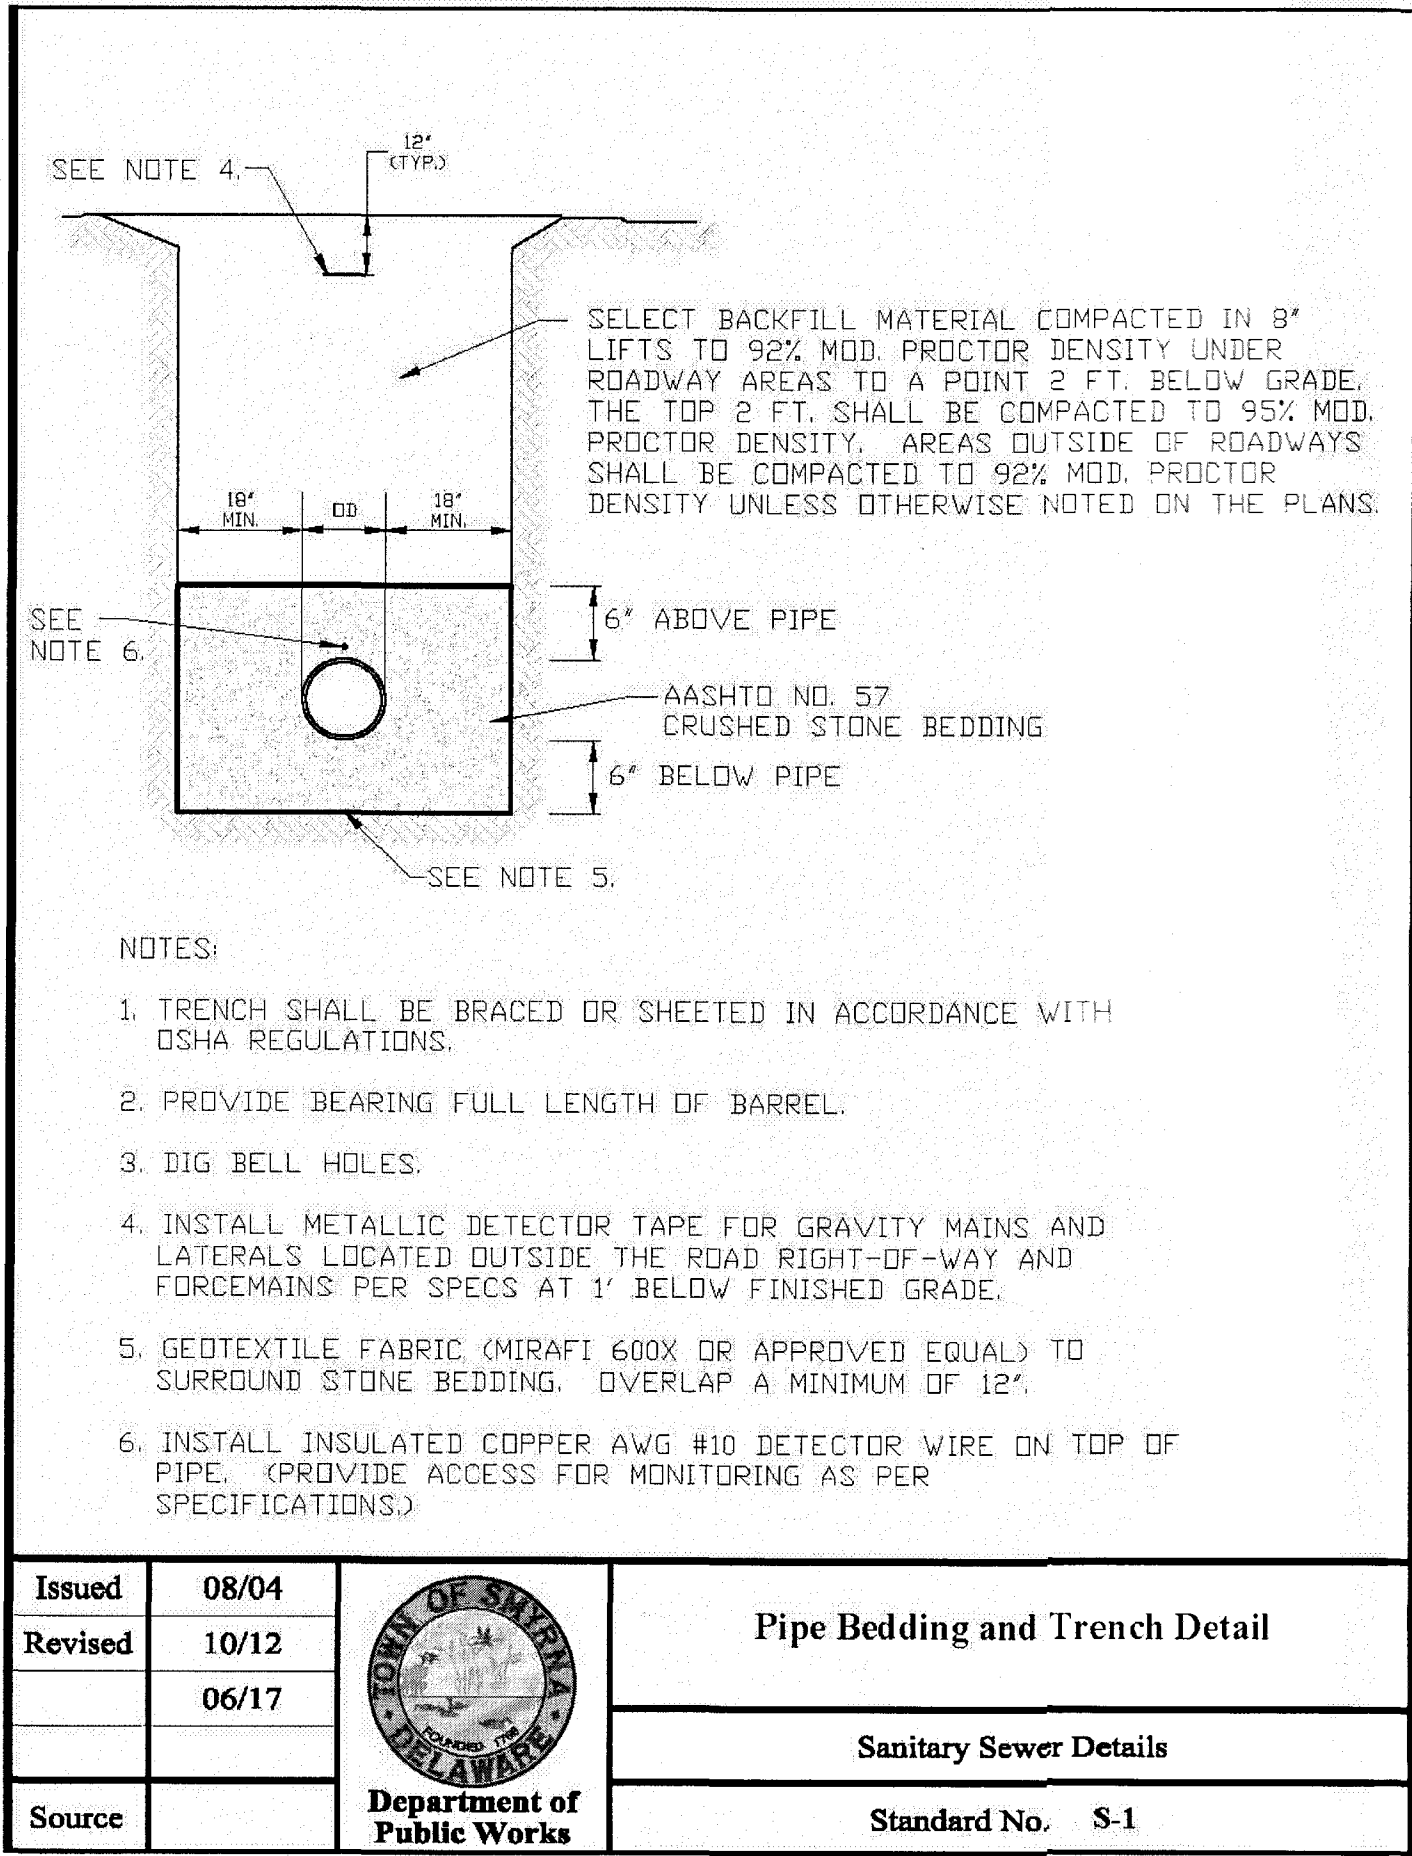 12"
(TYP.)
SEE NOTE 4.
SELECT BACKFILL MATERIAL COMPACTED IN 8"
LIFTS TO 92% MOD. PROCTOR DENSITY UNDER
ROADWAY AREAS TO A POINT 2 FT. BELOW GRADE.
THE TOP 2 FT. SHALL BE COMPACTED TO 95% MOD.
PROCTOR DENSITY. AREAS OUTSIDE OF ROADWAYS
SHALL BE COMPACTED TO 92% MOD. PROCTOR
DENSITY UNLESS OTHERWISE NOTED ON THE PLANS.
18"
MIN.
OD
18"
MIN.
SEE
NOTE 6.
6" ABOVE PIPE
AASHTO NO. 57
CRUSHED STONE BEDDING
6" BELOW PIPE
SEE NOTE 5.
NOTES:
1. TRENCH SHALL BE BRACED OR SHEETED IN ACCORDANCE WITH
OSHA REGULATIONS.
2. PROVIDE BEARING FULL LENGTH OF BARREL.
3. DIG BELL HOLES.
4. INSTALL METALLIC DETECTOR TAPE FOR GRAVITY MAINS AND
LATERALS LOCATED OUTSIDE THE ROAD RIGHT-OF-WAY AND
FORCEMAINS PER SPECS AT 1' BELOW FINISHED GRADE.
5. GEOTEXTILE FABRIC (MIRAFI 600X OR APPROVED EQUAL) TO
SURROUND STONE BEDDING. OVERLAP A MINIMUM OF 12".
6. INSTALL INSULATED COPPER AWG #10 DETECTOR WIRE ON TOP OF
PIPE. (PROVIDE ACCESS FOR MONITORING AS PER
SPECIFICATIONS.)
Issued 08/04
Revised 10/12
06/17
Source
TOWN OF SMYRNA
FOUNDED 1768
DELAWARE
Department of
Public Works
Pipe Bedding and Trench Detail
Sanitary Sewer Details
Standard No. S-1